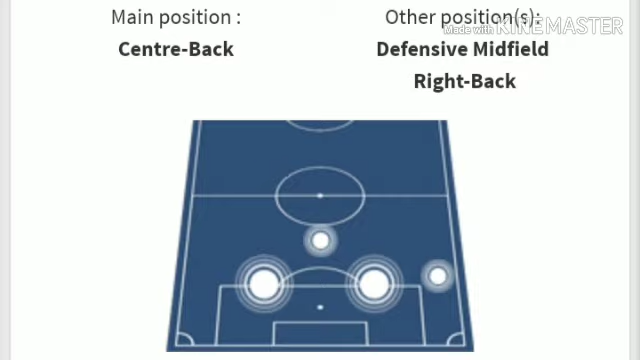 Main position :
Centre-Back
Other position(s):
Defensive Midfield
Right-Back
Made with KINEMASTER